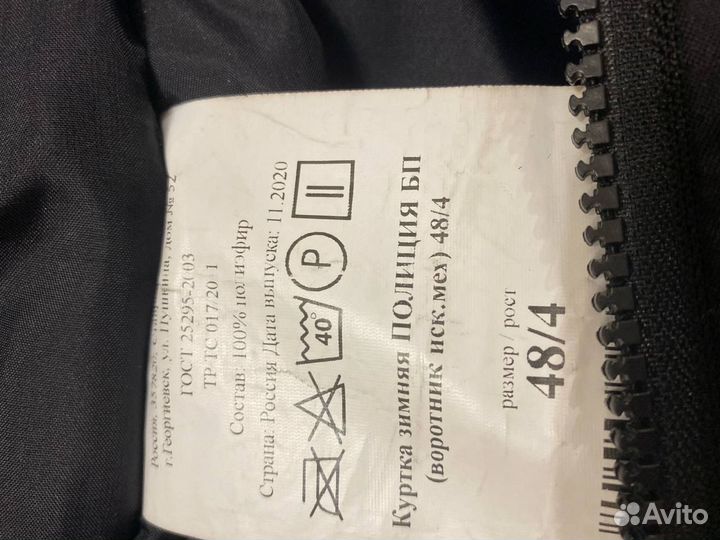 г.Георгиевск, ул. Пушкина, дом № 52
ГОСТ 25295-2003
ТР ТС 017/2011
Состав: 100% полиэфир
Страна: Россия Дата выпуска: 11.2020
40°
P
Куртка зимняя ПОЛИЦИЯ БП
(воротник иск.мех) 48/4
размер / рост
48/4
Avito